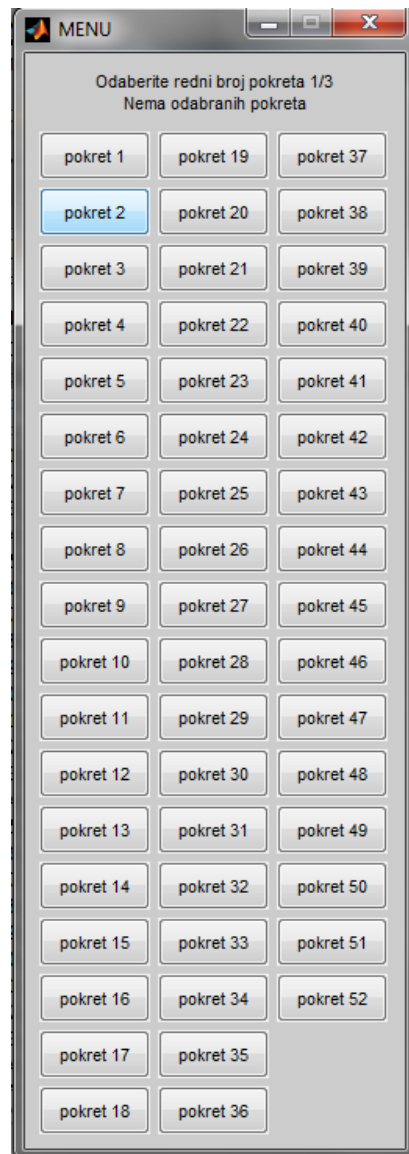 MENU
Odaberite redni broj pokreta 1/3
Nema odabranih pokreta
pokret 1 pokret 19 pokret 37
pokret 2 pokret 20 pokret 38
pokret 3 pokret 21 pokret 39
pokret 4 pokret 22 pokret 40
pokret 5 pokret 23 pokret 41
pokret 6 pokret 24 pokret 42
pokret 7 pokret 25 pokret 43
pokret 8 pokret 26 pokret 44
pokret 9 pokret 27 pokret 45
pokret 10 pokret 28 pokret 46
pokret 11 pokret 29 pokret 47
pokret 12 pokret 30 pokret 48
pokret 13 pokret 31 pokret 49
pokret 14 pokret 32 pokret 50
pokret 15 pokret 33 pokret 51
pokret 16 pokret 34 pokret 52
pokret 17 pokret 35
pokret 18 pokret 36